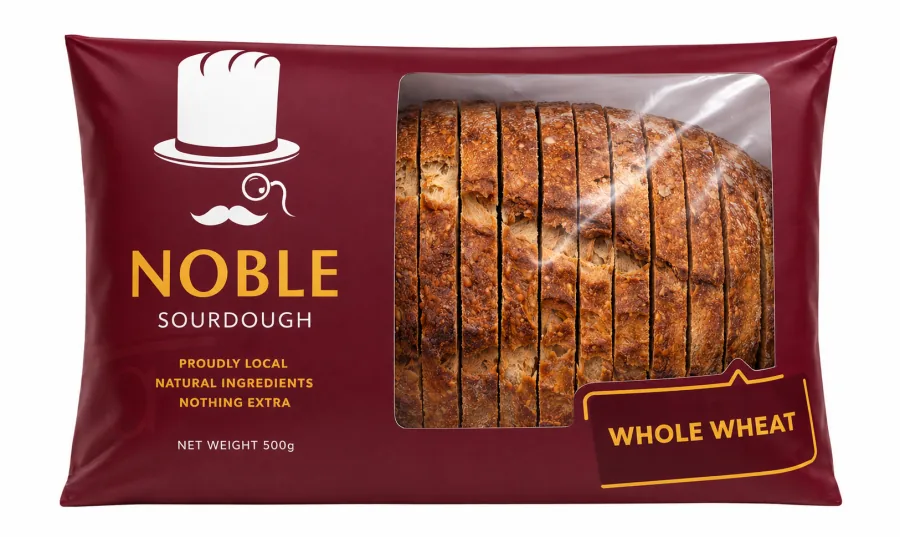 NOBLE
SOURDOUGH
PROUDLY LOCAL
NATURAL INGREDIENTS
NOTHING EXTRA
NET WEIGHT 500g
WHOLE WHEAT